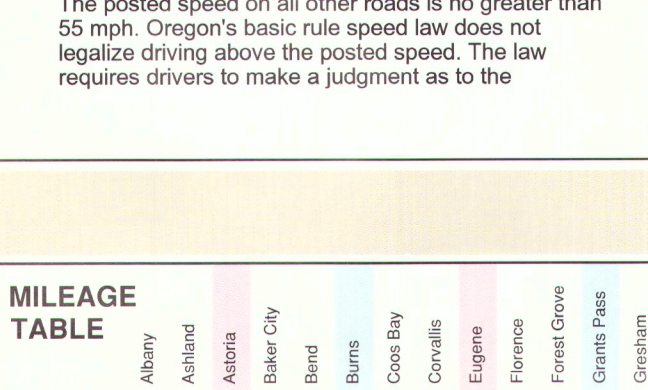 The posted speed on all other roads is no greater than
55 mph. Oregon's basic rule speed law does not
legalize driving above the posted speed. The law
requires drivers to make a judgment as to the
MILEAGE
TABLE
Albany
Ashland
Astoria
Baker City
Bend
Burns
Coos Bay
Corvallis
Eugene
Florence
Forest Grove
Grants Pass
Gresham